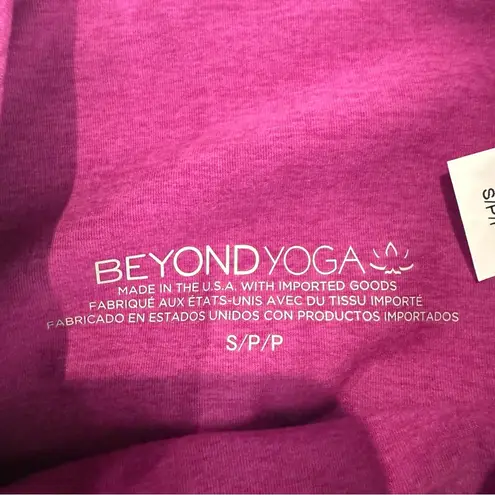 BEYOND YOGA
MADE IN THE U.S.A. WITH IMPORTED GOODS
FABRIQUÉ AUX ÉTATS-UNIS AVEC DU TISSU IMPORTÉ
FABRICADO EN ESTADOS UNIDOS CON PRODUCTOS IMPORTADOS
S/P/P